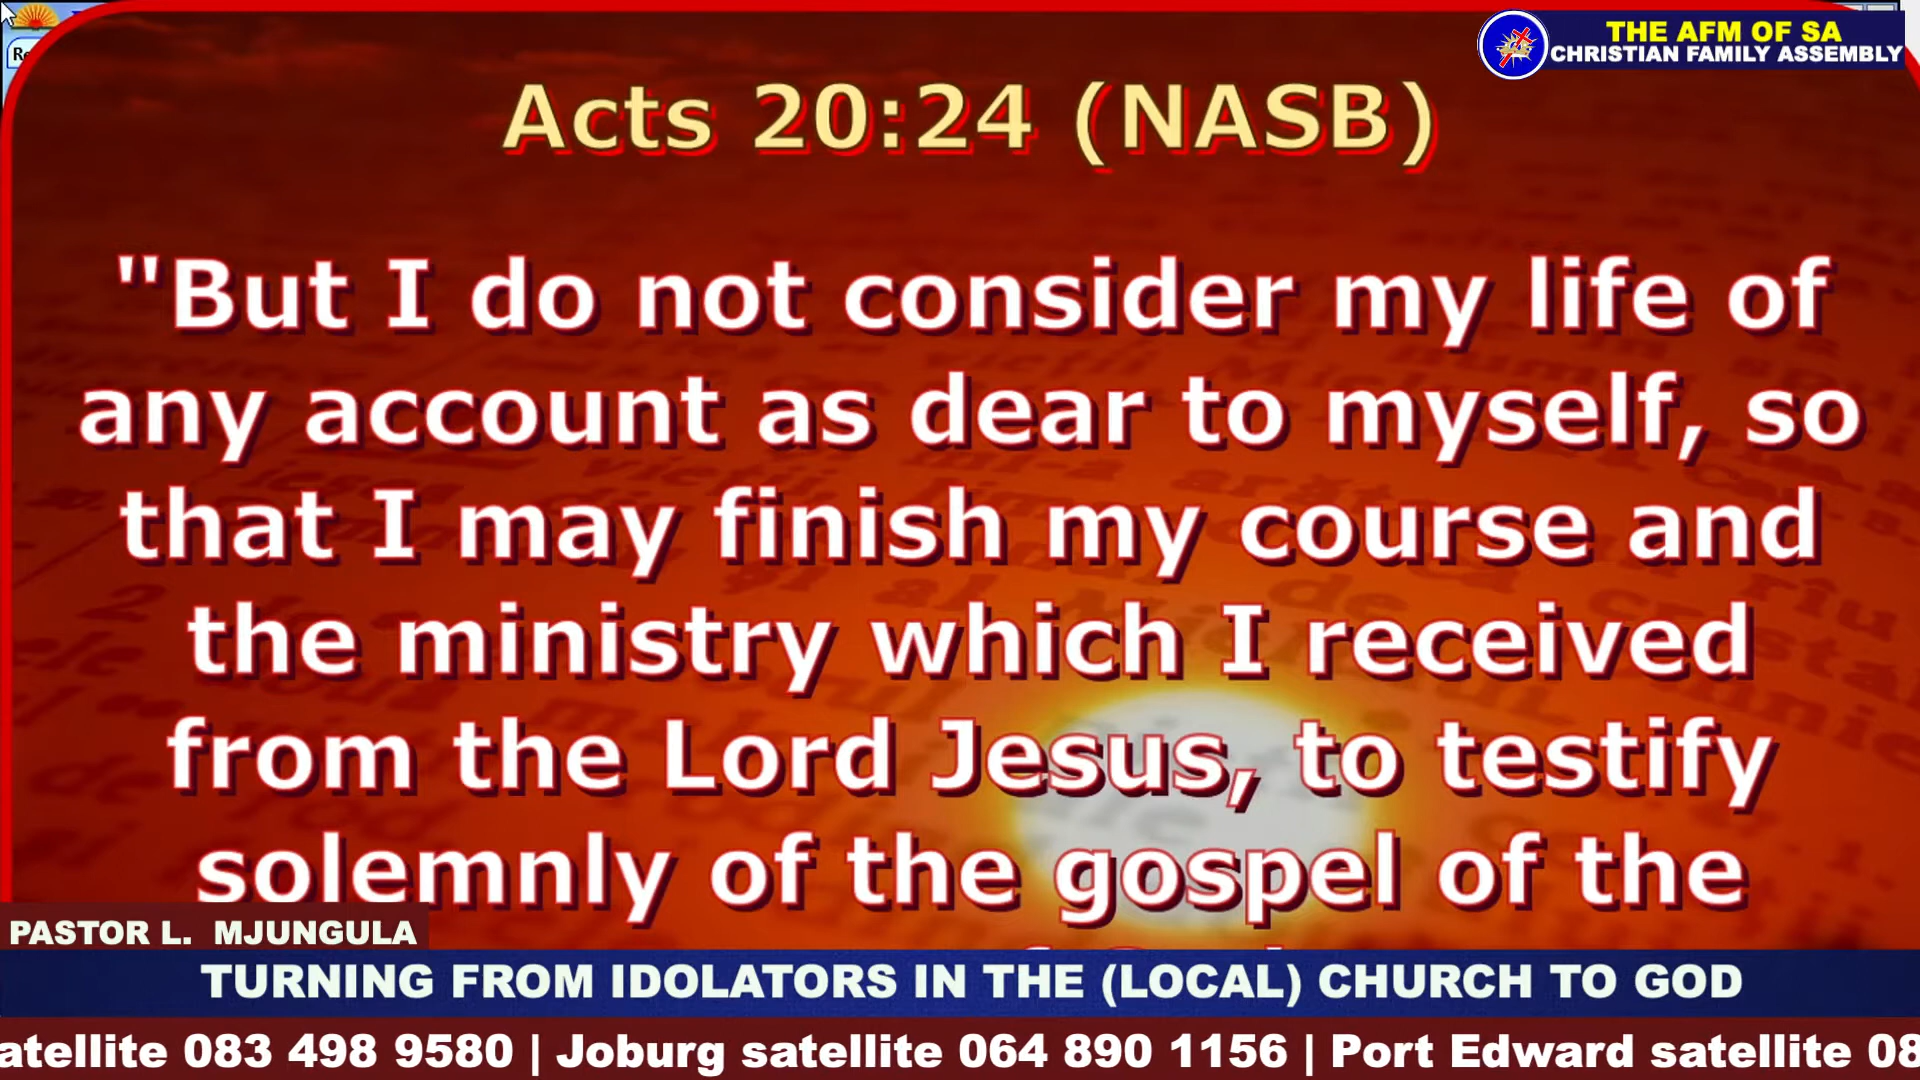 THE AFM OF SA
CHRISTIAN FAMILY ASSEMBLY
Acts 20:24 (NASB)
"But I do not consider my life of
any account as dear to myself, so
that I may finish my course and
the ministry which I received
from the Lord Jesus, to testify
solemnly of the gospel of the
PASTOR L. MJUNGULA
TURNING FROM IDOLATORS IN THE (LOCAL) CHURCH TO GOD
atellite 083 498 9580 | Joburg satellite 064 890 1156 | Port Edward satellite 08